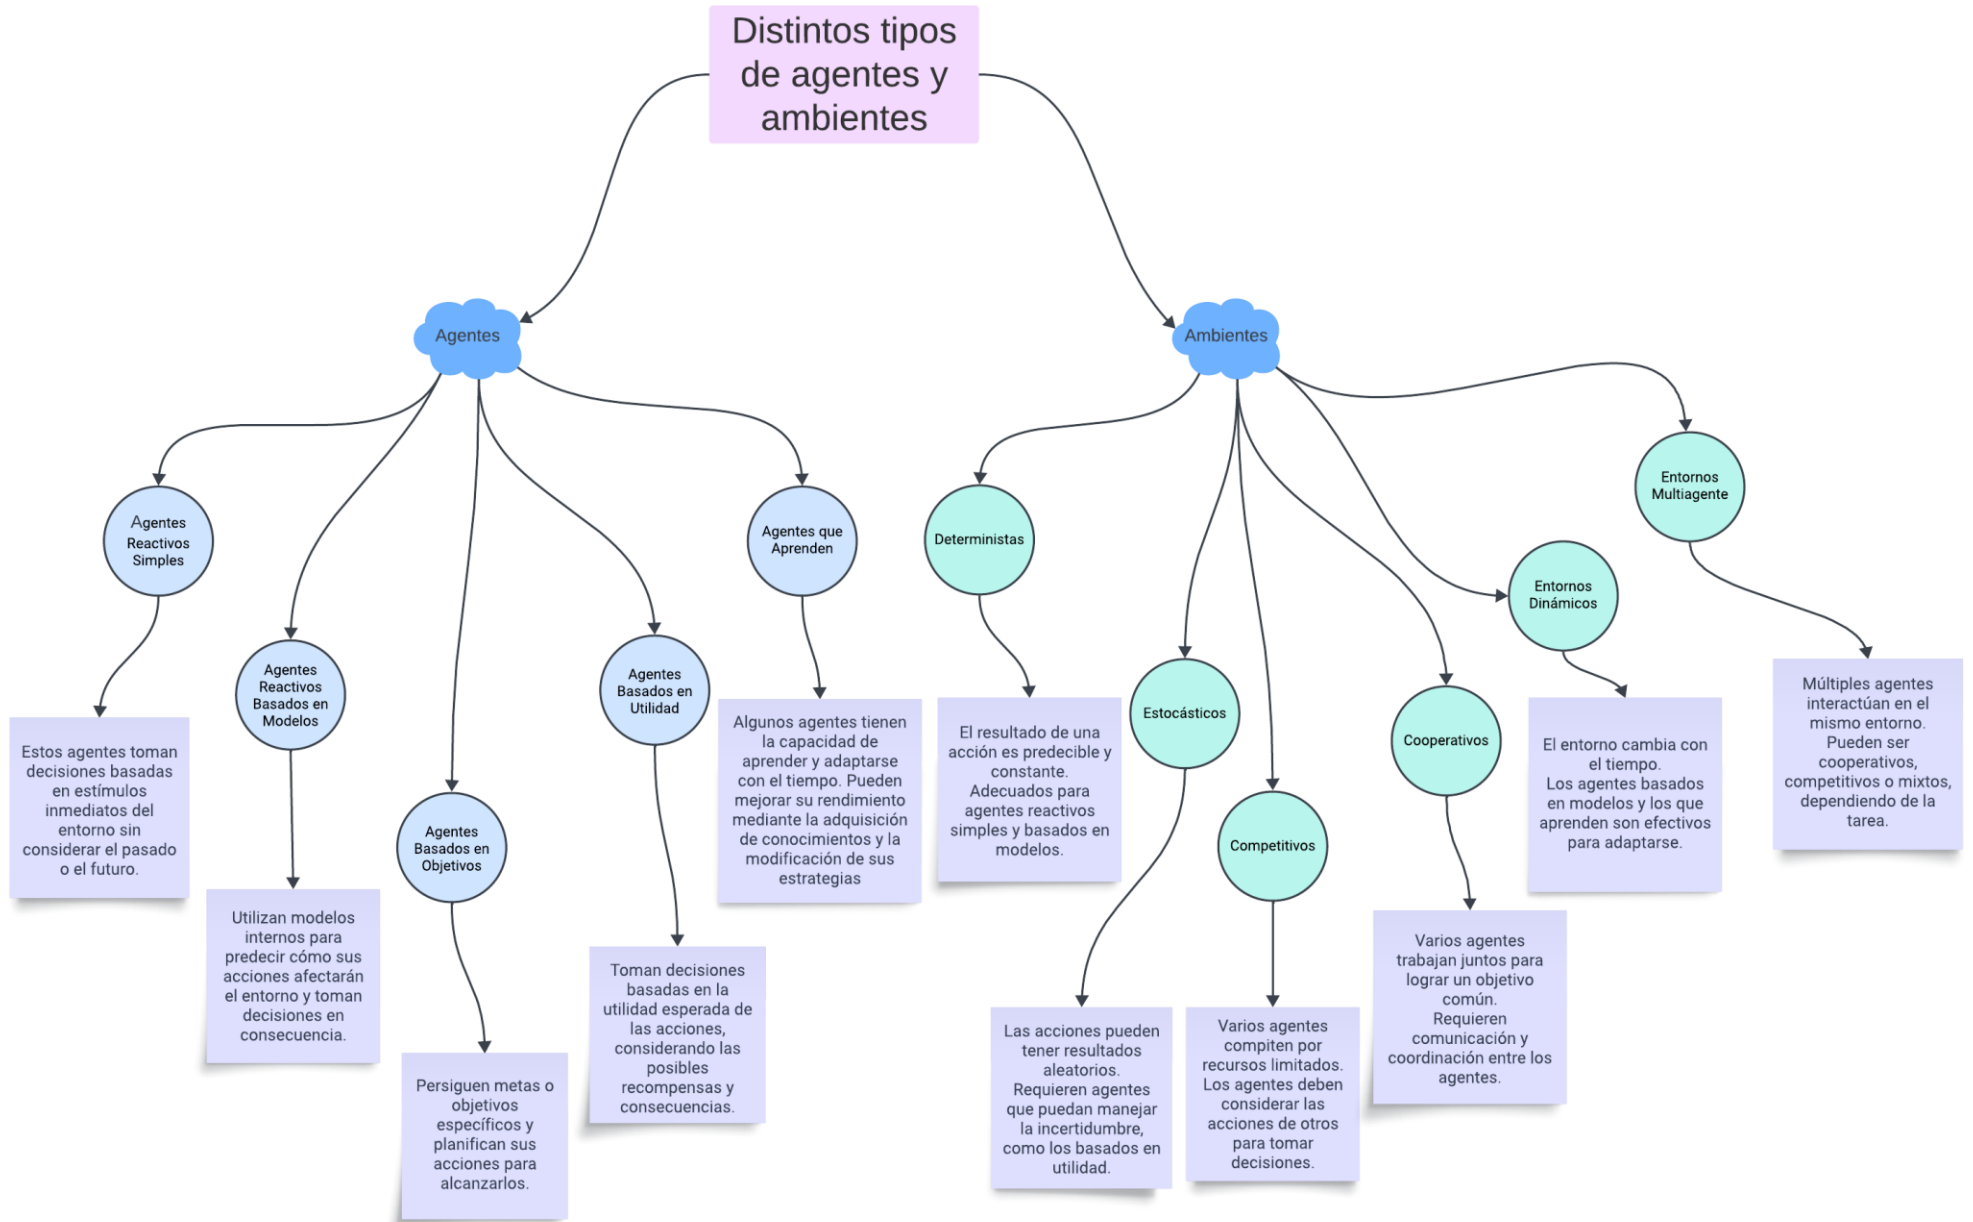 Distintos tipos
de agentes y
ambientes
Agentes
Ambientes
Agentes
Reactivos
Simples
Estos agentes toman
decisiones basadas
en estímulos
inmediatos del
entorno sin
considerar el pasado
o el futuro.
Agentes
Reactivos
Basados en
Modelos
Utilizan modelos
internos para
predecir cómo sus
acciones afectarán
el entorno y toman
decisiones en
consecuencia.
Agentes
Basados en
Objetivos
Persiguen metas o
objetivos
específicos y
planifican sus
acciones para
alcanzarlos.
Agentes
Basados en
Utilidad
Toman decisiones
basadas en la
utilidad esperada de
las acciones,
considerando las
posibles
recompensas y
consecuencias.
Agentes que
Aprenden
Algunos agentes tienen
la capacidad de
aprender y adaptarse
con el tiempo. Pueden
mejorar su rendimiento
mediante la adquisición
de conocimientos y la
modificación de sus
estrategias
Deterministas
El resultado de una
acción es predecible y
constante.
Adecuados para
agentes reactivos
simples y basados en
modelos.
Estocásticos
Las acciones pueden
tener resultados
aleatorios.
Requieren agentes
que puedan manejar
la incertidumbre,
como los basados en
utilidad.
Competitivos
Varios agentes
compiten por
recursos limitados.
Los agentes deben
considerar las
acciones de otros
para tomar
decisiones.
Cooperativos
Varios agentes
trabajan juntos para
lograr un objetivo
común.
Requieren
comunicación y
coordinación entre los
agentes.
Entornos
Dinámicos
El entorno cambia con
el tiempo.
Los agentes basados
en modelos y los que
aprenden son efectivos
para adaptarse.
Entornos
Multiagente
Múltiples agentes
interactúan en el
mismo entorno.
Pueden ser
cooperativos,
competitivos o mixtos,
dependiendo de la
tarea.